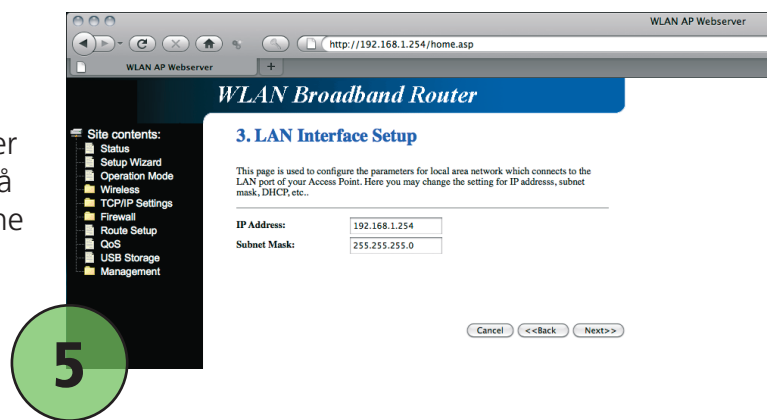 WLAN AP Webserver
http://192.168.1.254/home.asp
WLAN AP Webserver
+
WLAN Broadband Router
er
å
ne
Site contents:
Status
Setup Wizard
Operation Mode
Wireless
TCP/IP Settings
Firewall
Route Setup
QoS
USB Storage
Management
3. LAN Interface Setup
This page is used to configure the parameters for local area network which connects to the
LAN port of your Access Point. Here you may change the setting for IP addresss, subnet
mask, DHCP, etc..
IP Address: 192.168.1.254
Subnet Mask: 255.255.255.0
Cancel <<Back Next>>
5